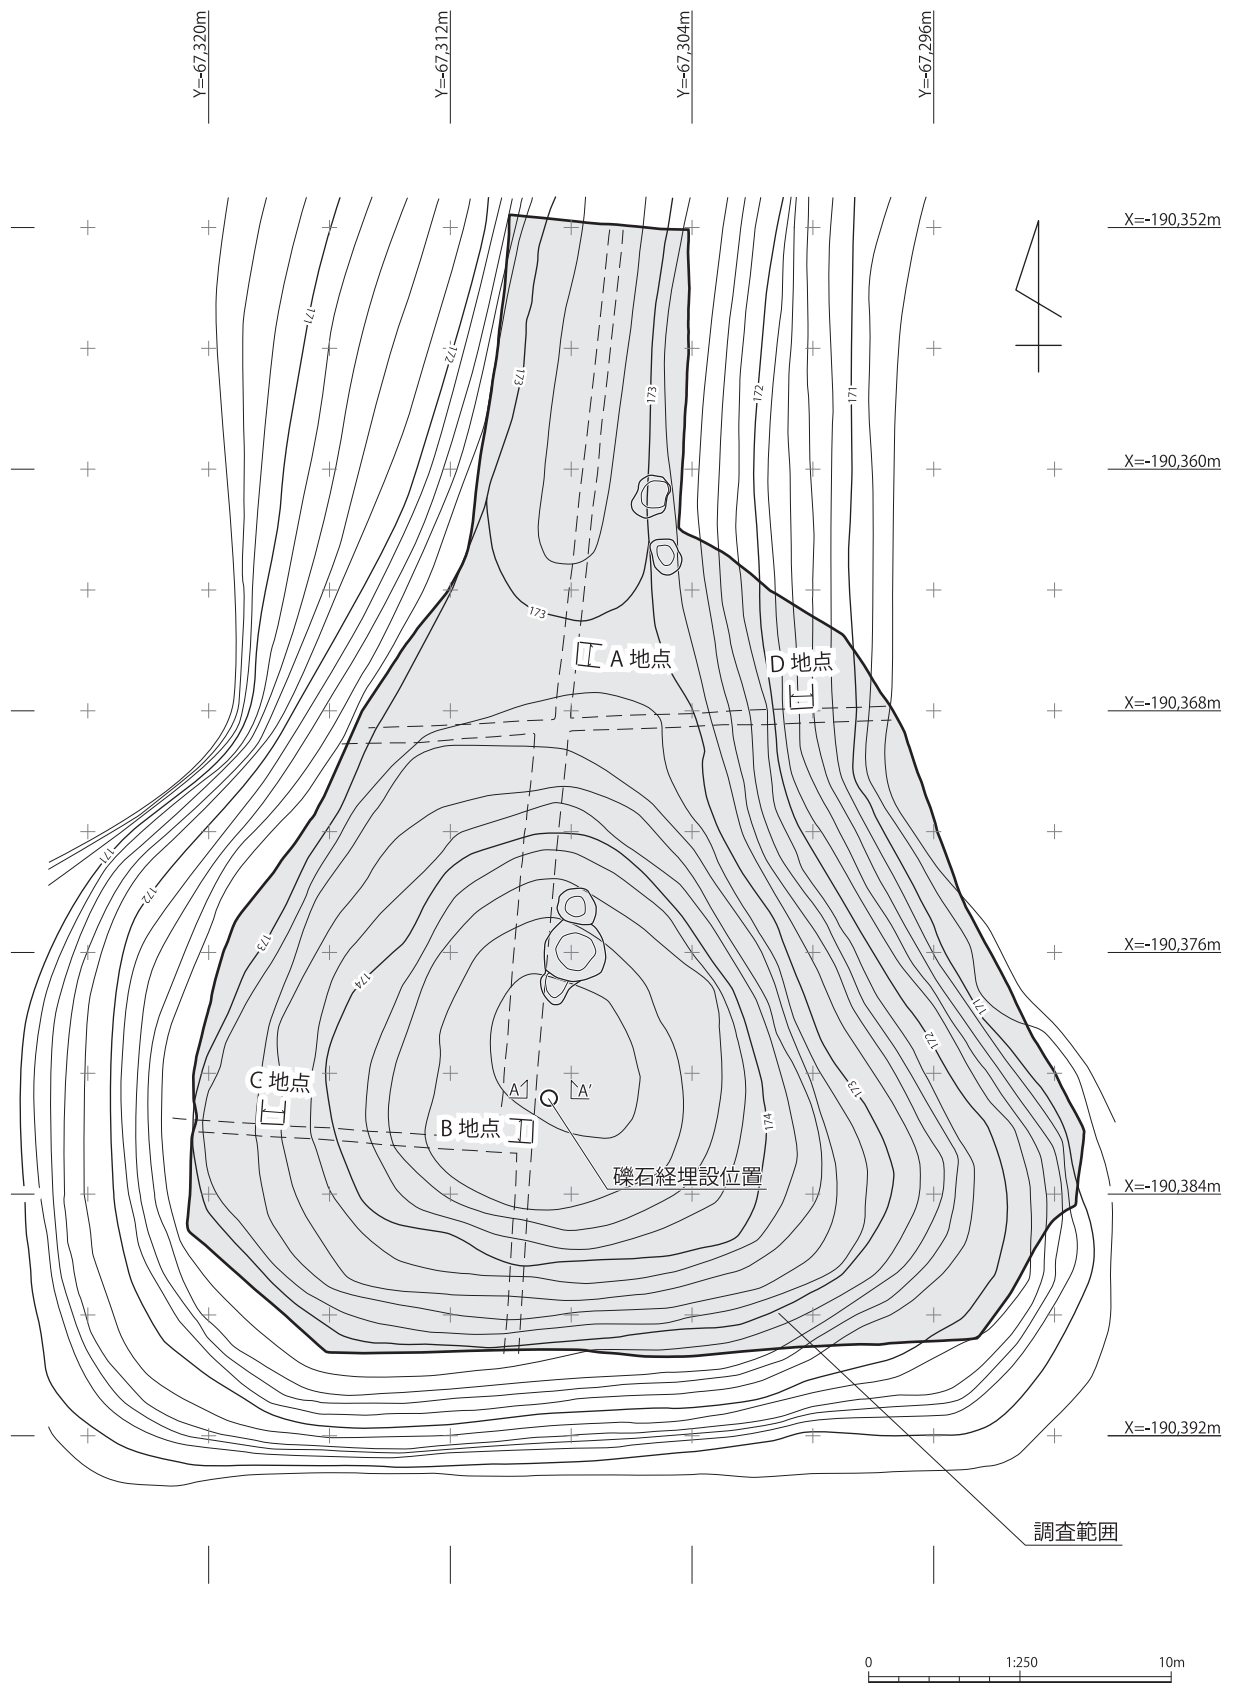 Y=-67,320m
Y=-67,312m
Y=-67,304m
Y=-67,296m
X=-190,352m
171
172
173
173
172
171
X=-190,360m
173
A 地点
D 地点
X=-190,368m
171
172
173
174
X=-190,376m
171
172
173
174
C 地点
A
A'
B 地点
礫石経埋設位置
X=-190,384m
X=-190,392m
調査範囲
0
1:250
10m